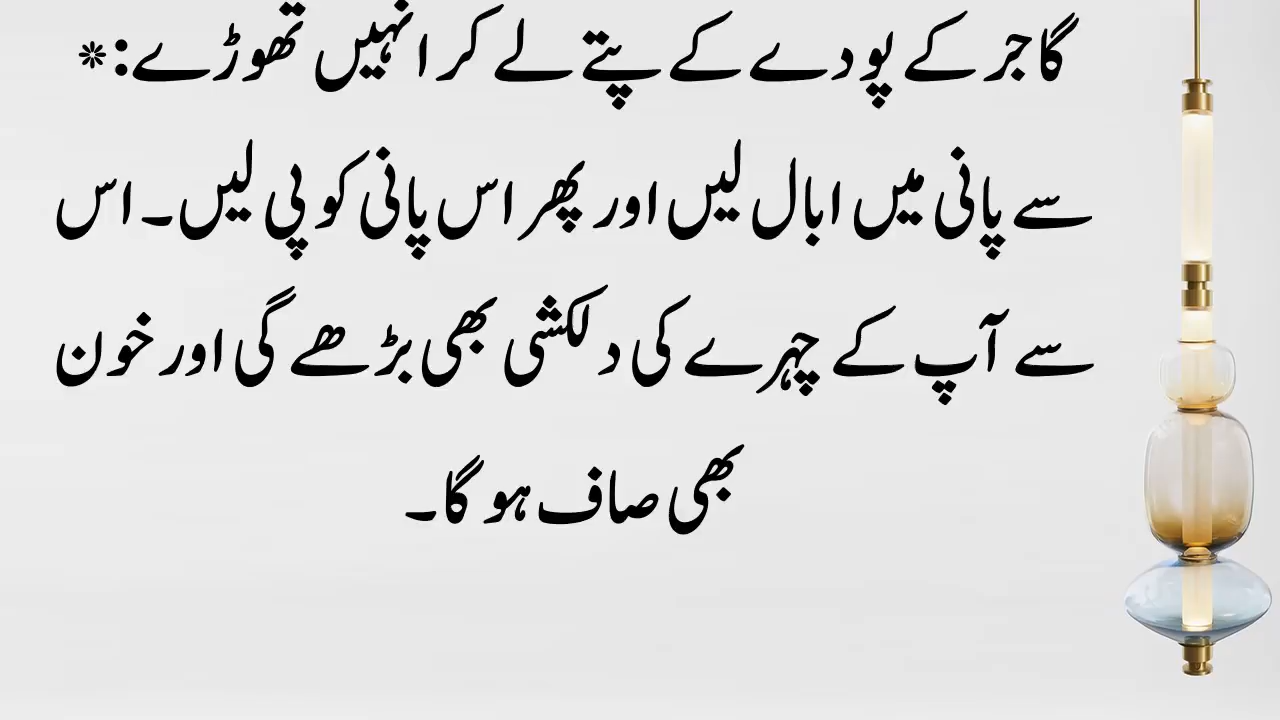 گاجر کے پودے کے پتے لے کر انہیں تھوڑے:*
سے پانی میں ابال لیں اور پھر اس پانی کو پی لیں۔ اس
سے آپ کے چہرے کی دلکشی بھی بڑھے گی اور خون
بھی صاف ہو گا۔